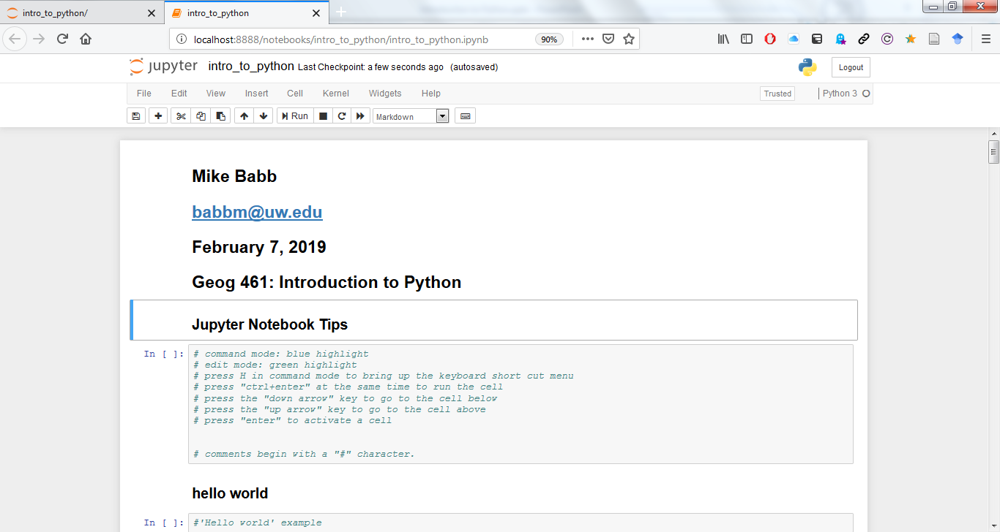 intro_to_python/
intro_to_python
localhost:8888/notebooks/intro_to_python/intro_to_python.ipynb
90%
jupyter intro_to_python Last Checkpoint: a few seconds ago (autosaved)
Logout
File Edit View Insert Cell Kernel Widgets Help
Trusted
Python 3
Run
Markdown
Mike Babb
babbm@uw.edu
February 7, 2019
Geog 461: Introduction to Python
Jupyter Notebook Tips
In [ ]:
# command mode: blue highlight
# edit mode: green highlight
# press H in command mode to bring up the keyboard short cut menu
# press "ctrl+enter" at the same time to run the cell
# press the "down arrow" key to go to the cell below
# press the "up arrow" key to go to the cell above
# press "enter" to activate a cell
# comments begin with a "#" character.
hello world
In [ ]:
#'Hello world' example